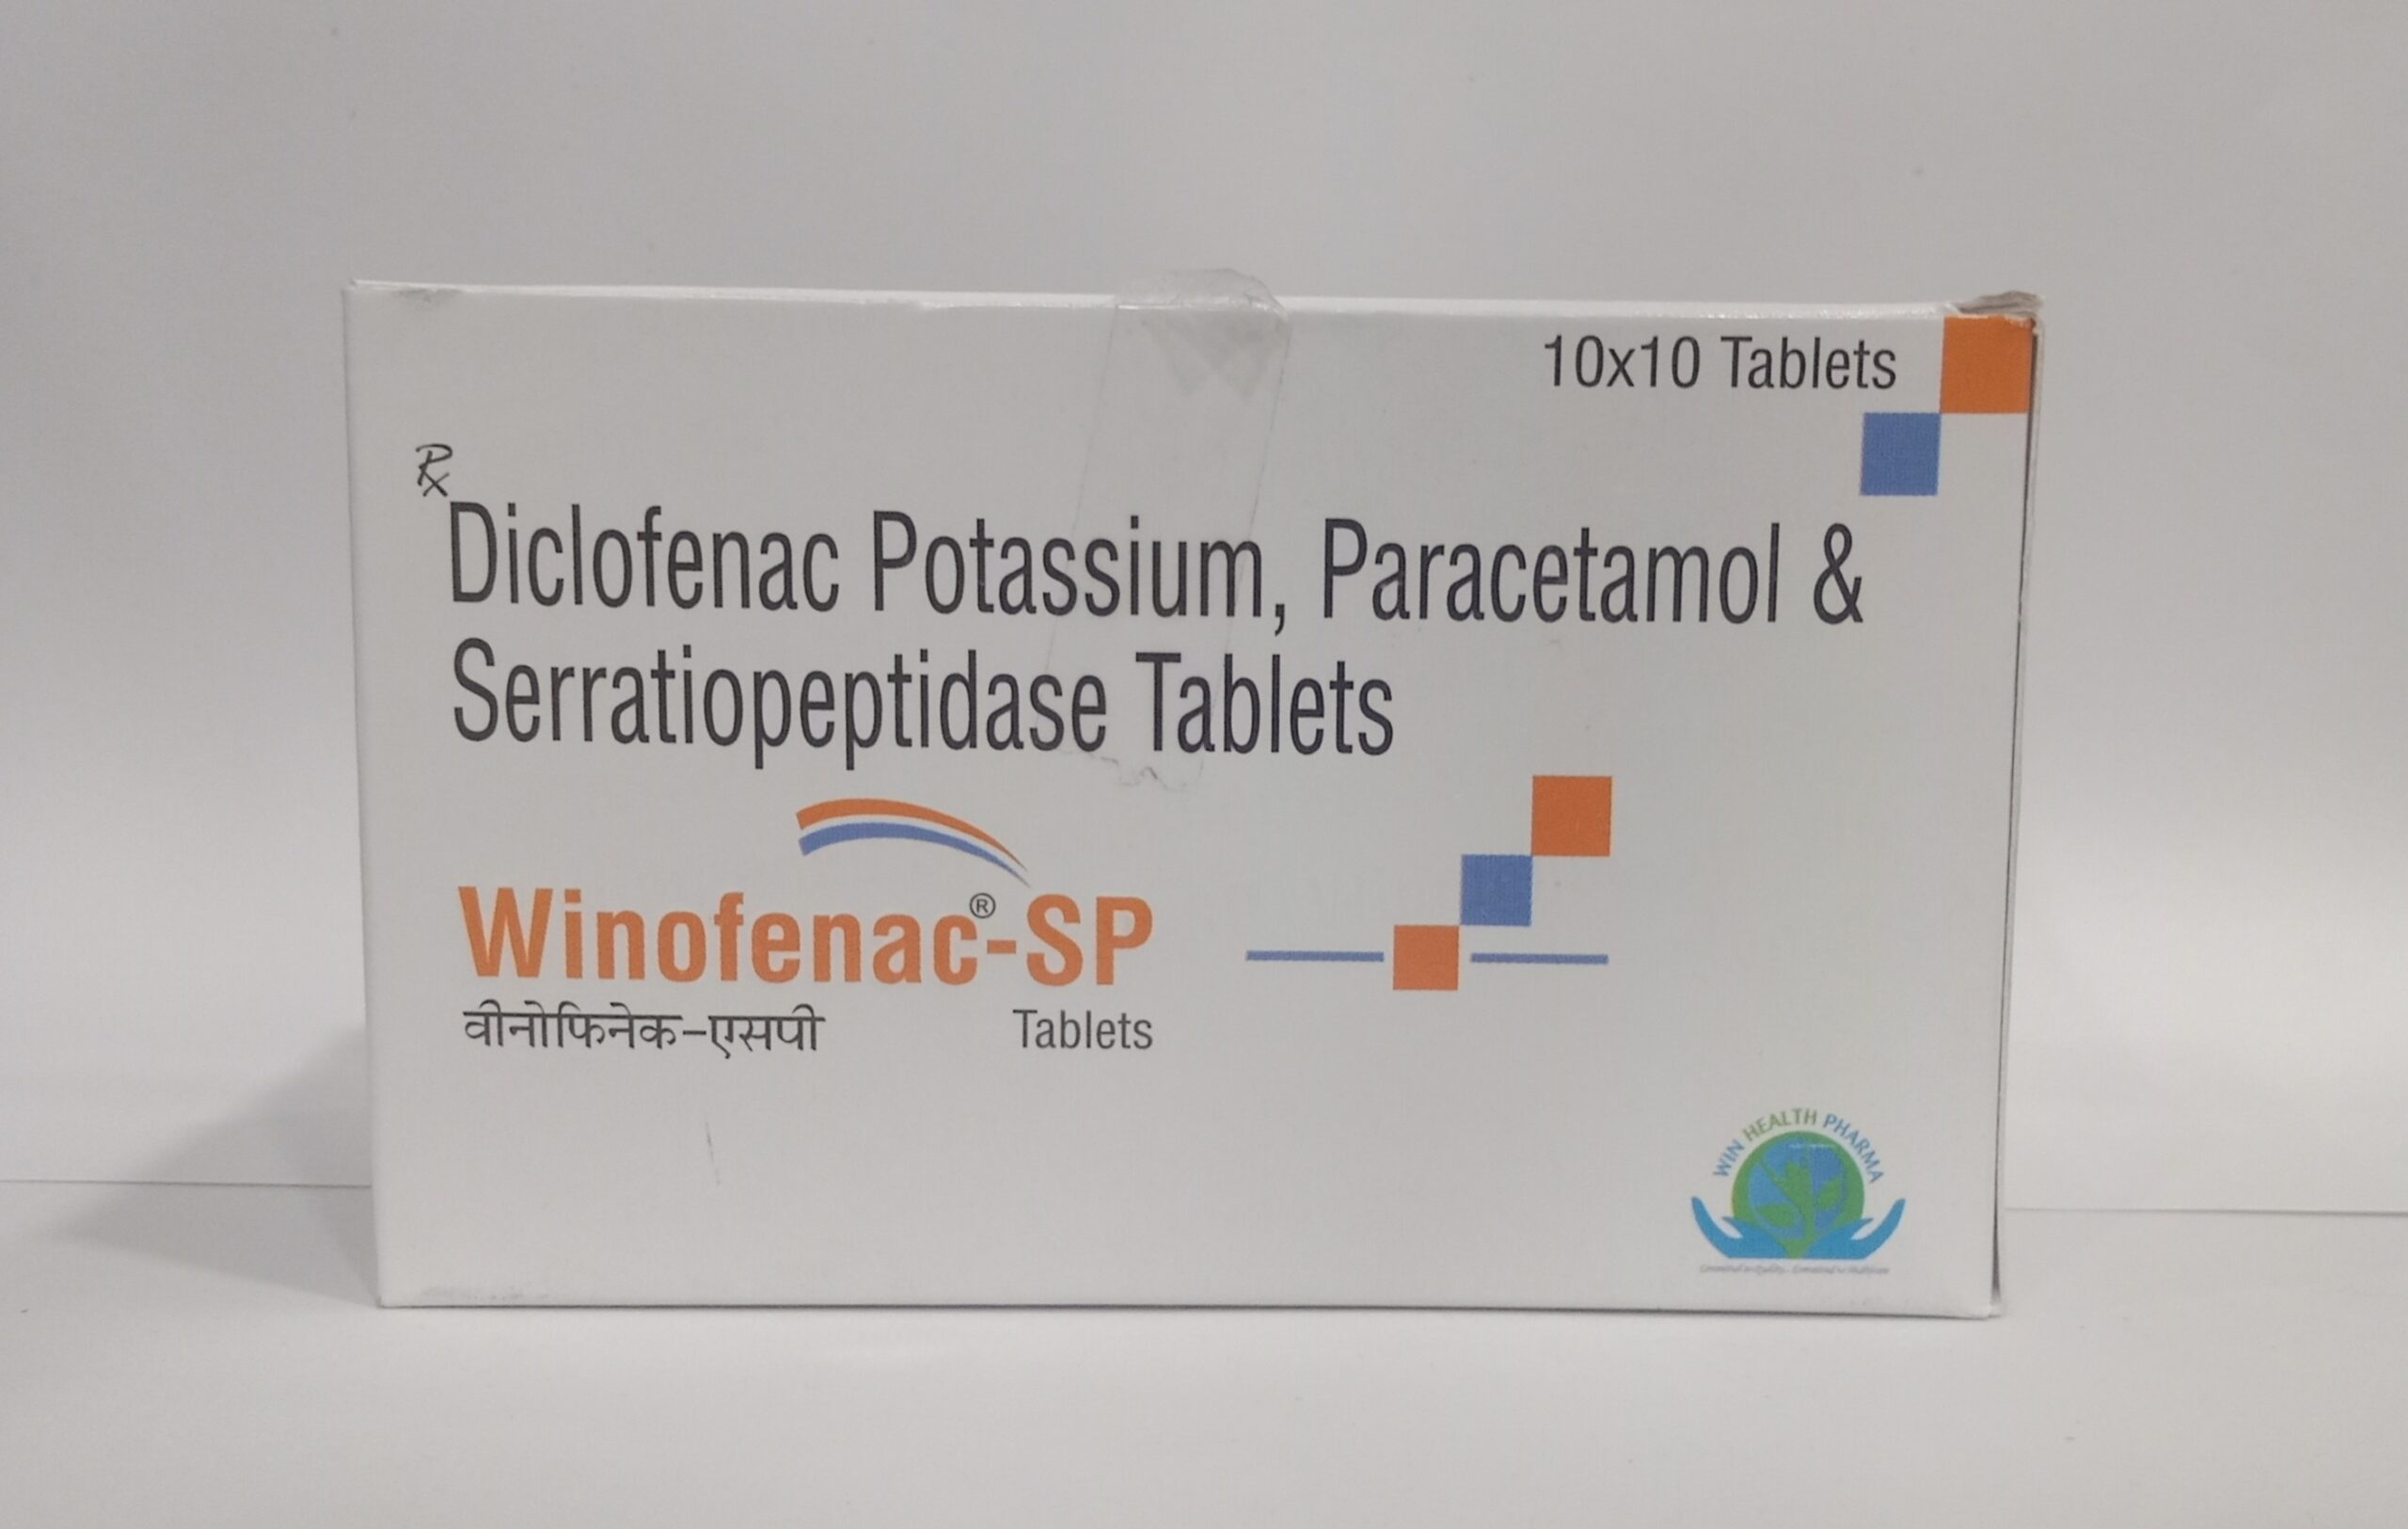 10x10 Tablets
℞
Diclofenac Potassium, Paracetamol &
Serratiopeptidase Tablets
Winofenac®-SP
वीनोफिनेक-एसपी Tablets
WIN HEALTH PHARMA